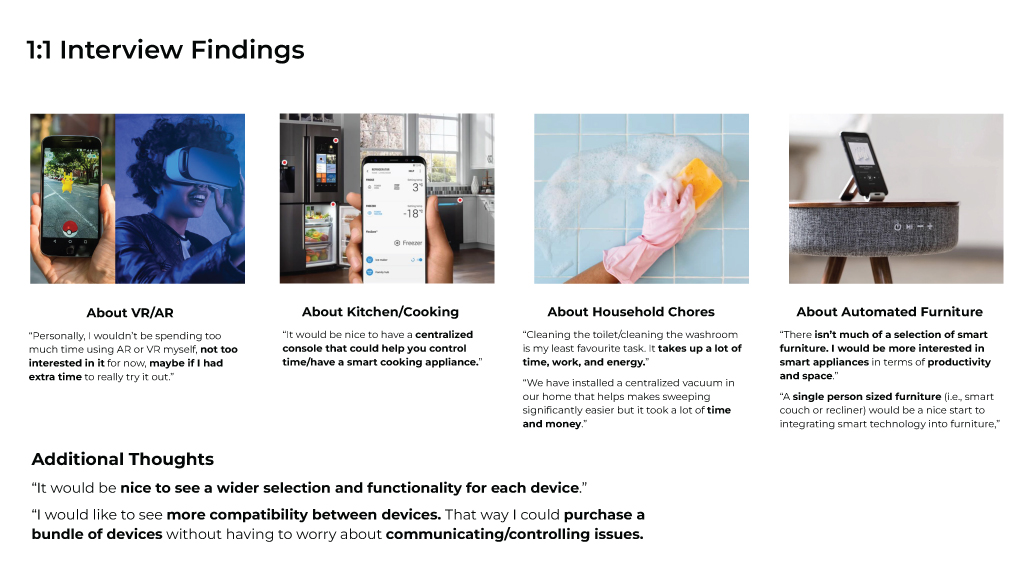 1:1 Interview Findings
3°
-18°
Freezer
About VR/AR
“Personally, I wouldn’t be spending too
much time using AR or VR myself, not too
interested in it for now, maybe if I had
extra time to really try it out.”
About Kitchen/Cooking
“It would be nice to have a centralized
console that could help you control
time/have a smart cooking appliance.”
About Household Chores
“Cleaning the toilet/cleaning the washroom
is my least favourite task. It takes up a lot of
time, work, and energy.”
“We have installed a centralized vacuum in
our home that helps makes sweeping
significantly easier but it took a lot of time
and money.”
About Automated Furniture
“There isn’t much of a selection of smart
furniture. I would be more interested in
smart appliances in terms of productivity
and space.”
“A single person sized furniture (i.e., smart
couch or recliner) would be a nice start to
integrating smart technology into furniture,”
Additional Thoughts
“It would be nice to see a wider selection and functionality for each device.”
“I would like to see more compatibility between devices. That way I could purchase a
bundle of devices without having to worry about communicating/controlling issues.